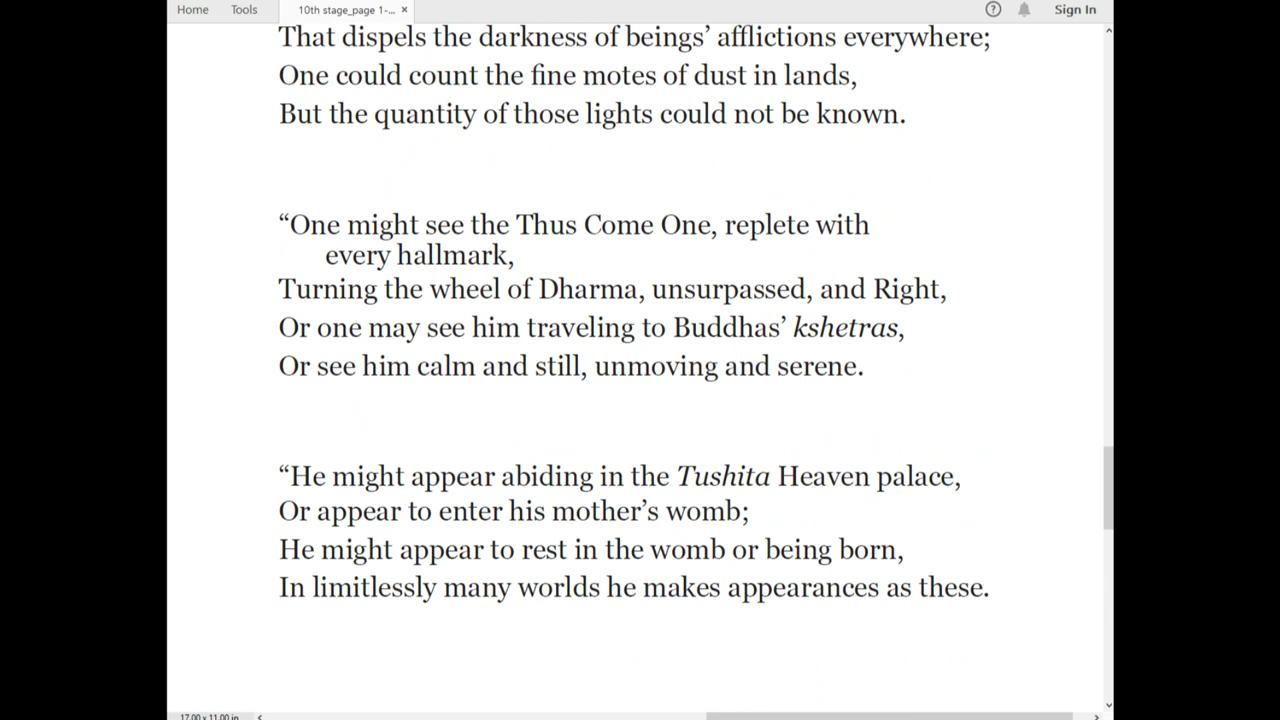 Home Tools 10th stage_page 1-... × ? Sign In
That dispels the darkness of beings’ afflictions everywhere;
One could count the fine motes of dust in lands,
But the quantity of those lights could not be known.
“One might see the Thus Come One, replete with
every hallmark,
Turning the wheel of Dharma, unsurpassed, and Right,
Or one may see him traveling to Buddhas’ kshetras,
Or see him calm and still, unmoving and serene.
“He might appear abiding in the Tushita Heaven palace,
Or appear to enter his mother’s womb;
He might appear to rest in the womb or being born,
In limitlessly many worlds he makes appearances as these.
17.00 x 11.00 in